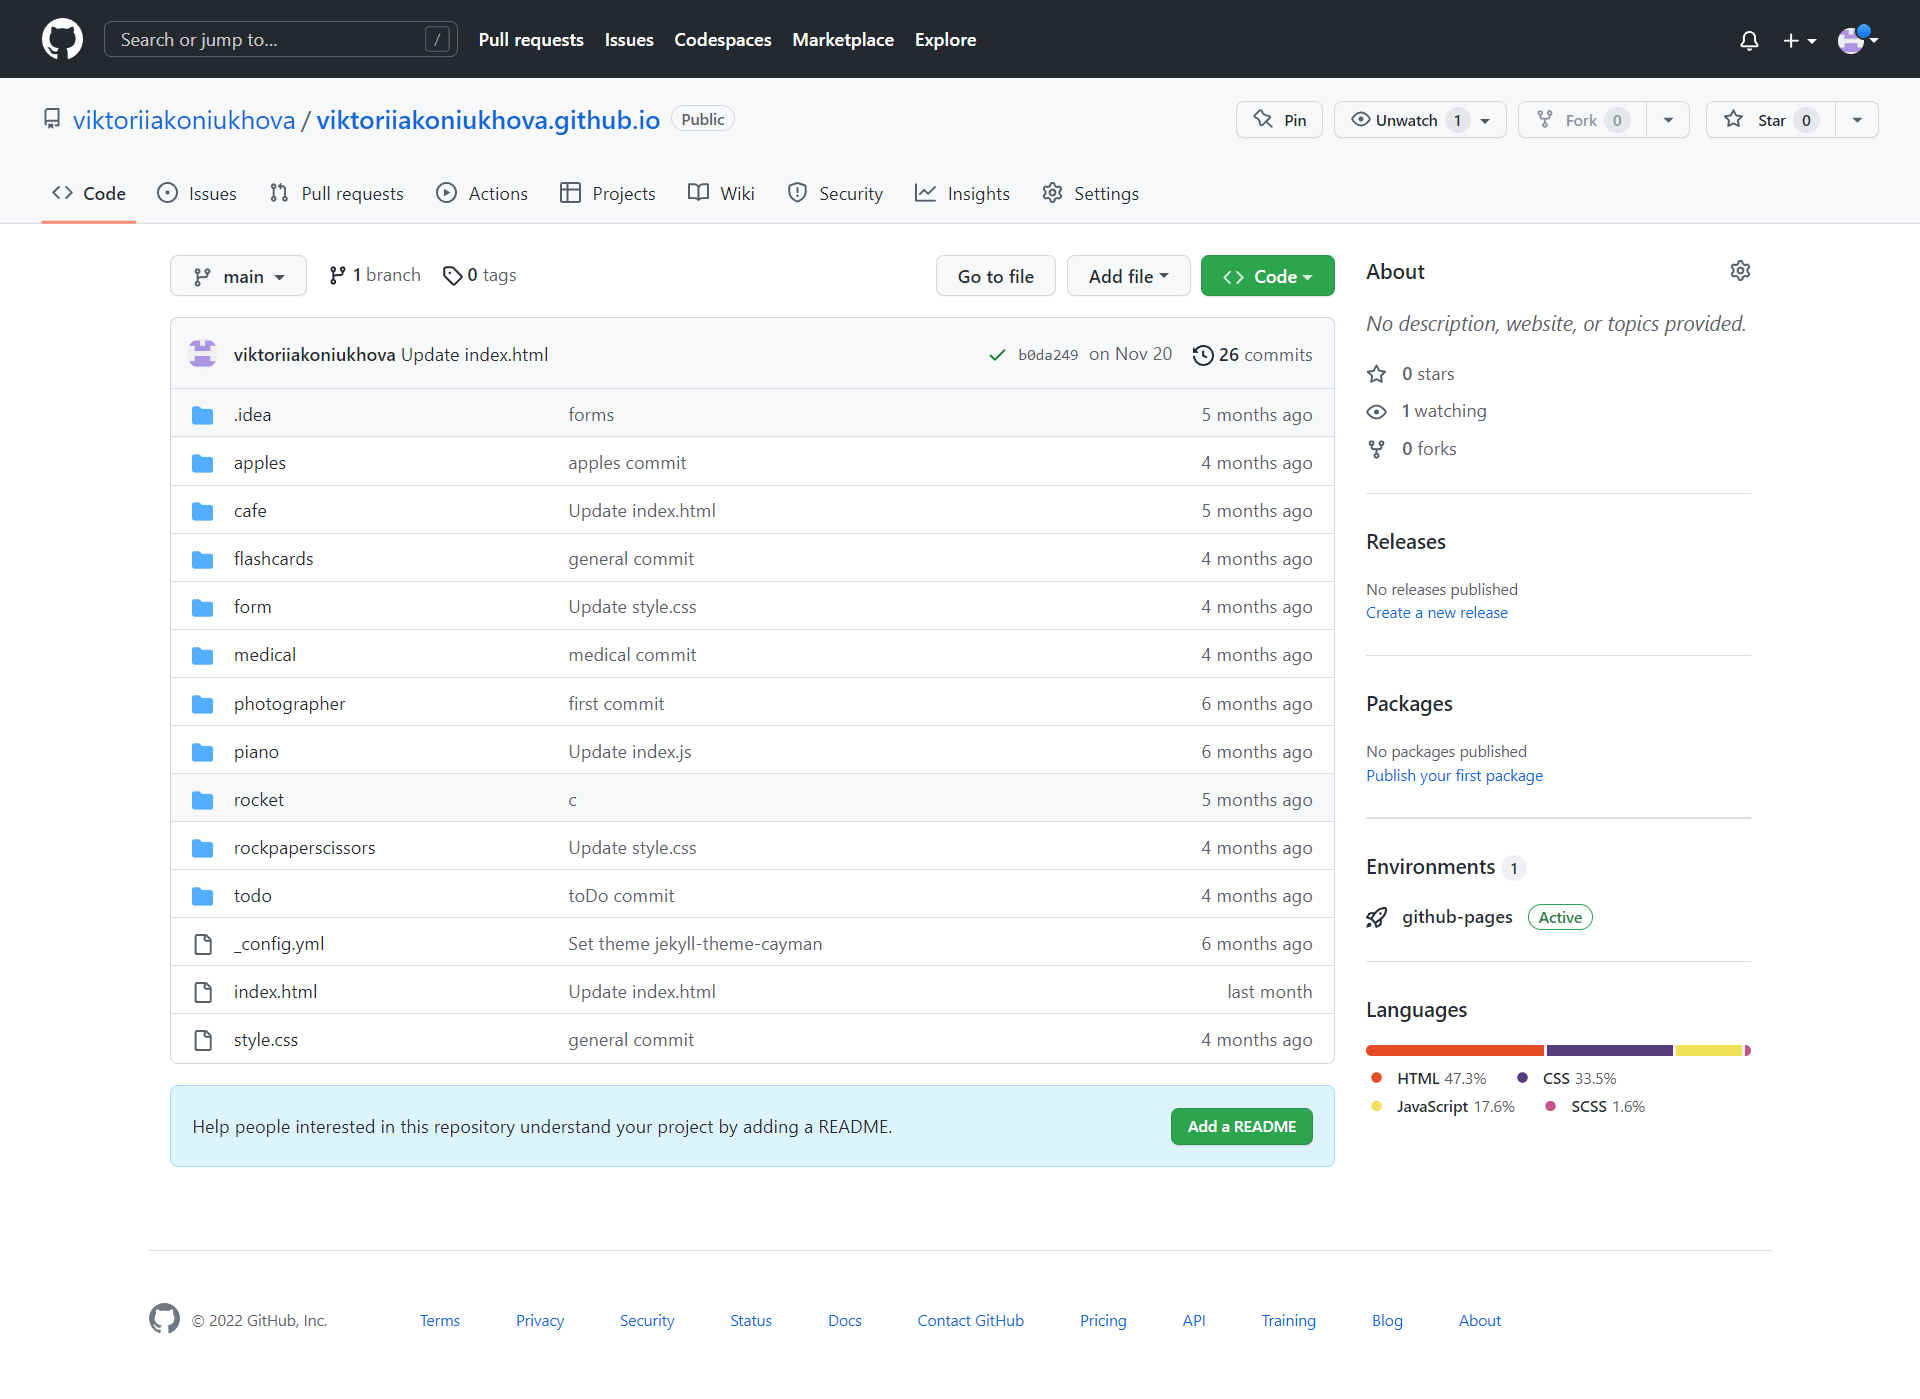 Search or jump to... / Pull requests Issues Codespaces Marketplace Explore
viktoriiakoniukhova / viktoriiakoniukhova.github.io Public Pin Unwatch 1 Fork 0 Star 0
Code Issues Pull requests Actions Projects Wiki Security Insights Settings
main 1 branch 0 tags Go to file Add file Code
viktoriiakoniukhova Update index.html b0da249 on Nov 20 26 commits
.idea forms 5 months ago
apples apples commit 4 months ago
cafe Update index.html 5 months ago
flashcards general commit 4 months ago
form Update style.css 4 months ago
medical medical commit 4 months ago
photographer first commit 6 months ago
piano Update index.js 6 months ago
rocket c 5 months ago
rockpaperscissors Update style.css 4 months ago
todo toDo commit 4 months ago
_config.yml Set theme jekyll-theme-cayman 6 months ago
index.html Update index.html last month
style.css general commit 4 months ago
Help people interested in this repository understand your project by adding a README. Add a README
About
No description, website, or topics provided.
0 stars
1 watching
0 forks
Releases
No releases published
Create a new release
Packages
No packages published
Publish your first package
Environments 1
github-pages Active
Languages
HTML 47.3% CSS 33.5%
JavaScript 17.6% SCSS 1.6%
© 2022 GitHub, Inc. Terms Privacy Security Status Docs Contact GitHub Pricing API Training Blog About